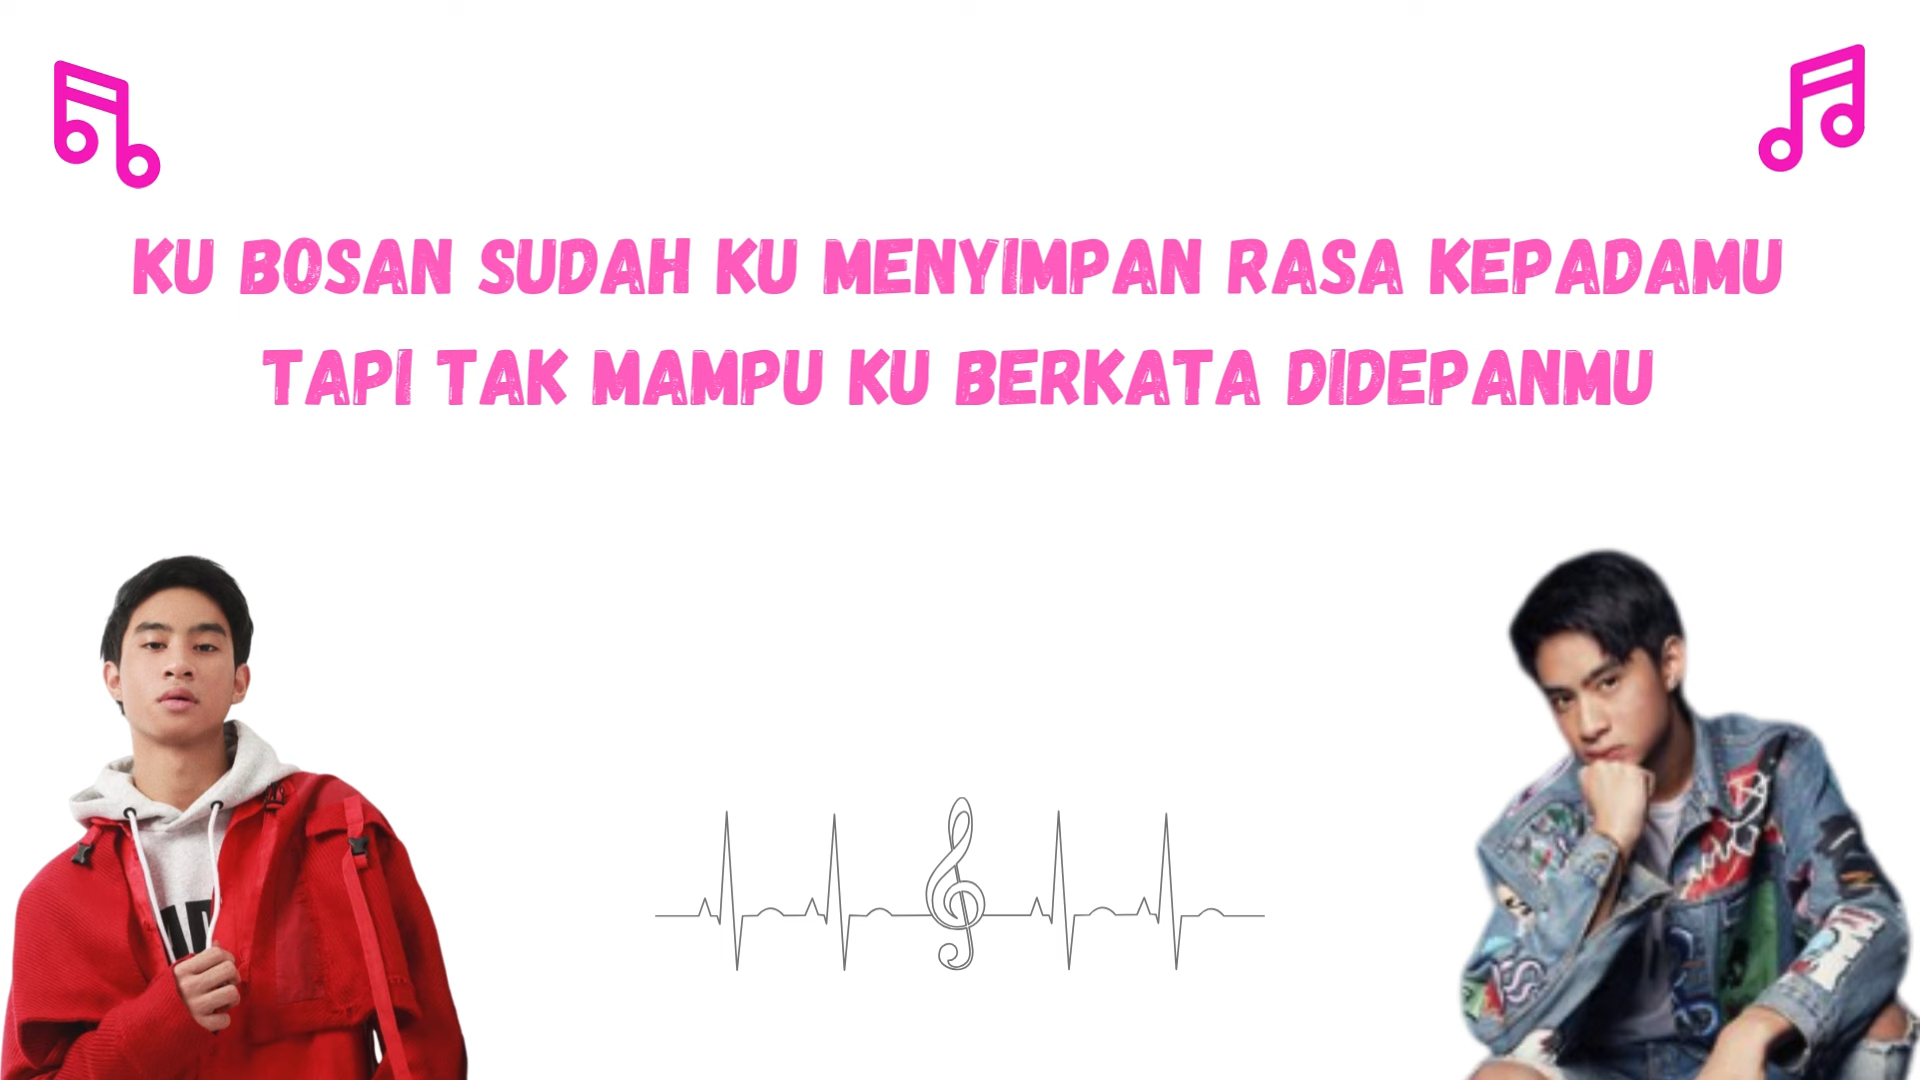 KU BOSAN SUDAH KU MENYIMPAN RASA KEPADAMU
TAPI TAK MAMPU KU BERKATA DIDEPANMU